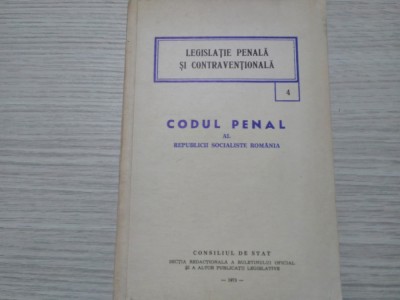 LEGISLAȚIE PENALĂ
ȘI CONTRAVENȚIONALĂ
4
CODUL PENAL
AL
REPUBLICII SOCIALISTE ROMÂNIA
CONSILIUL DE STAT
SECȚIA REDACȚIONALĂ A BULETINULUI OFICIAL
ȘI A ALTOR PUBLICAȚII LEGISLATIVE